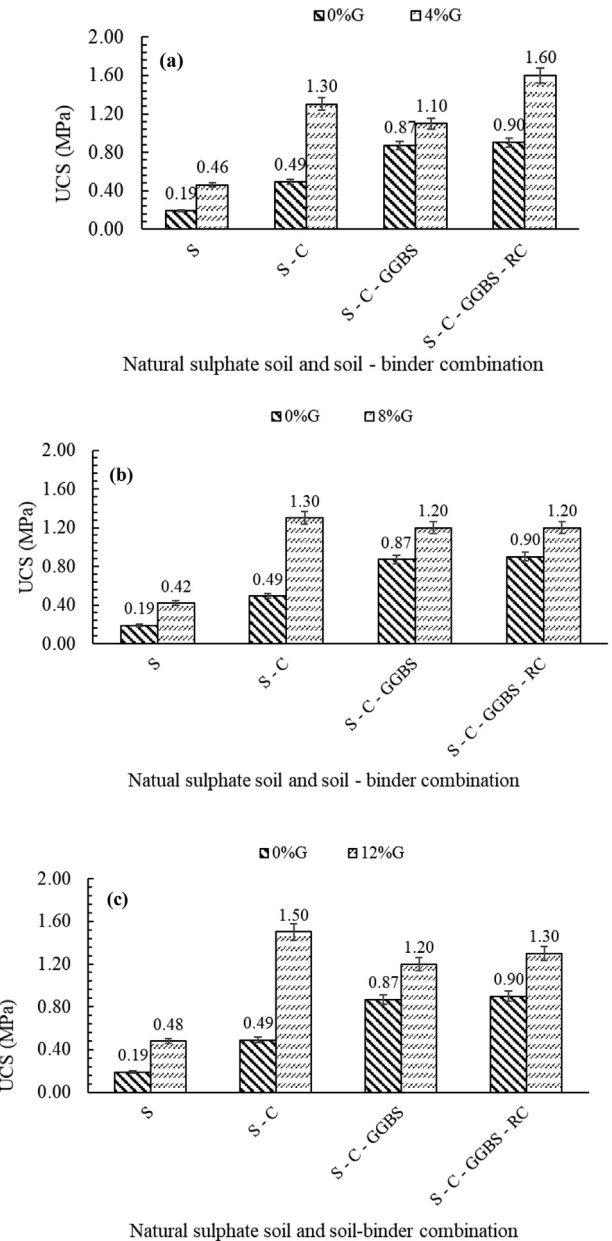 0%G 4%G
2.00
(a)
1.60
1.60
1.30
1.20
1.10
0.87
0.90
0.80
0.46
0.49
0.40
0.19
0.00
UCS (MPa)
S
S - C
S - C - GGBS
S - C - GGBS - RC
Natural sulphate soil and soil - binder combination
0%G 8%G
2.00
(b)
1.60
1.30
1.20
1.20
1.20
0.87
0.90
0.80
0.49
0.42
0.40
0.19
0.00
UCS (MPa)
S
S - C
S - C - GGBS
S - C - GGBS - RC
Natual sulphate soil and soil - binder combination
0%G 12%G
2.00
(c)
1.60
1.50
1.30
1.20
1.20
0.87
0.90
0.80
0.48
0.49
0.40
0.19
0.00
UCS (MPa)
S
S - C
S - C - GGBS
S - C - GGBS - RC
Natural sulphate soil and soil-binder combination